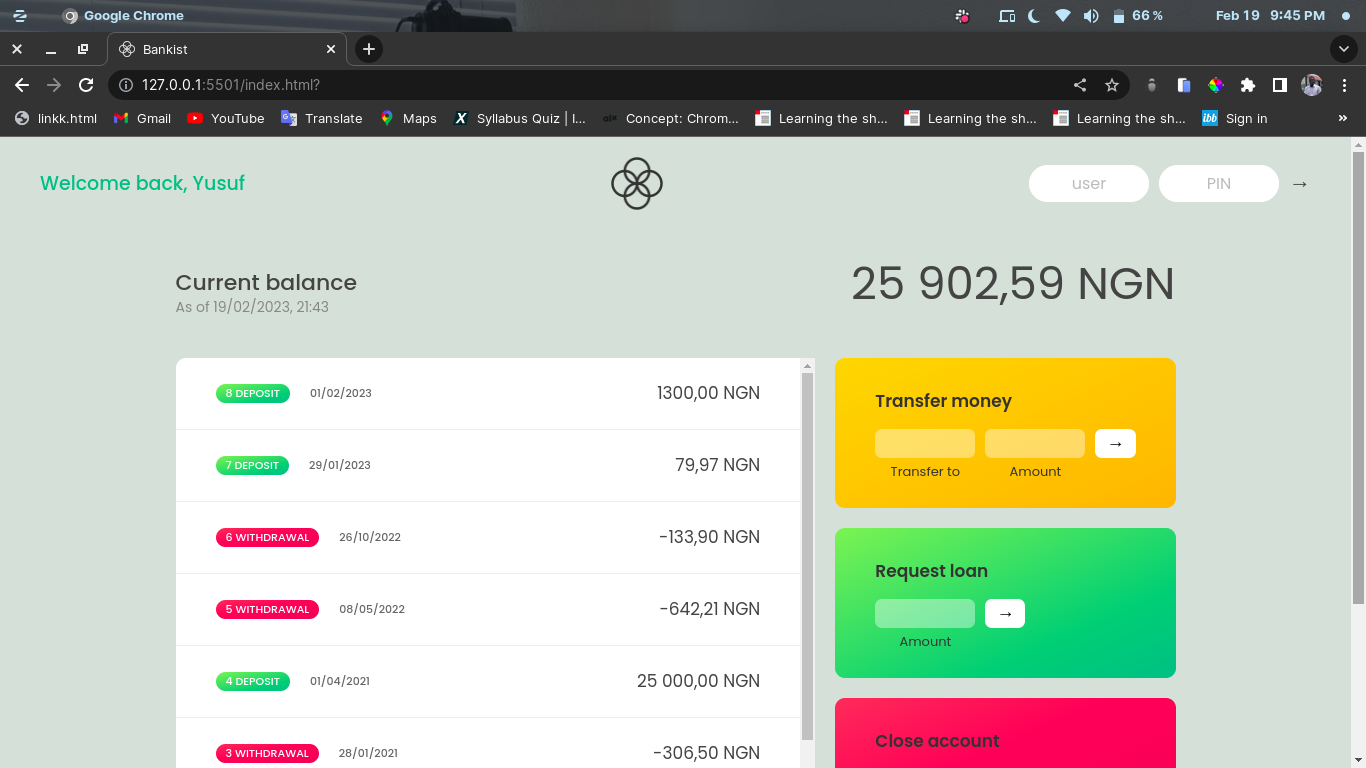 Google Chrome 66 % Feb 19 9:45 PM
Bankist
127.0.0.1:5501/index.html?
linkk.html Gmail YouTube Translate Maps X Syllabus Quiz | I... alx Concept: Chrom... Learning the sh... Learning the sh... Learning the sh... ibb Sign in »
Welcome back, Yusuf user PIN →
Current balance 25 902,59 NGN
As of 19/02/2023, 21:43
8 DEPOSIT 01/02/2023 1300,00 NGN
7 DEPOSIT 29/01/2023 79,97 NGN
6 WITHDRAWAL 26/10/2022 -133,90 NGN
5 WITHDRAWAL 08/05/2022 -642,21 NGN
4 DEPOSIT 01/04/2021 25 000,00 NGN
3 WITHDRAWAL 28/01/2021 -306,50 NGN
Transfer money
→
Transfer to Amount
Request loan
→
Amount
Close account